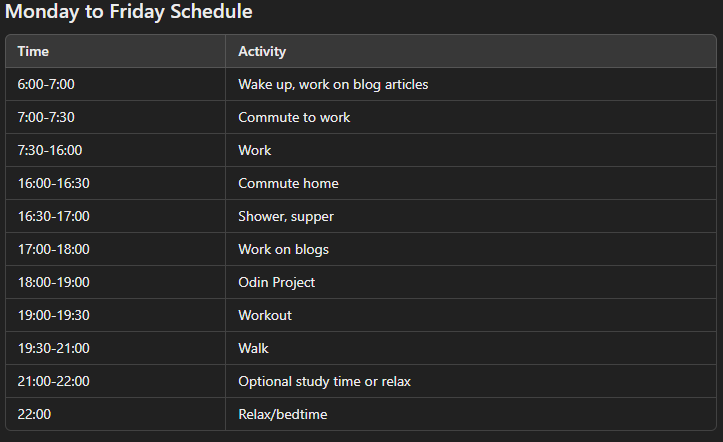 Monday to Friday Schedule
Time Activity
6:00-7:00 Wake up, work on blog articles
7:00-7:30 Commute to work
7:30-16:00 Work
16:00-16:30 Commute home
16:30-17:00 Shower, supper
17:00-18:00 Work on blogs
18:00-19:00 Odin Project
19:00-19:30 Workout
19:30-21:00 Walk
21:00-22:00 Optional study time or relax
22:00 Relax/bedtime